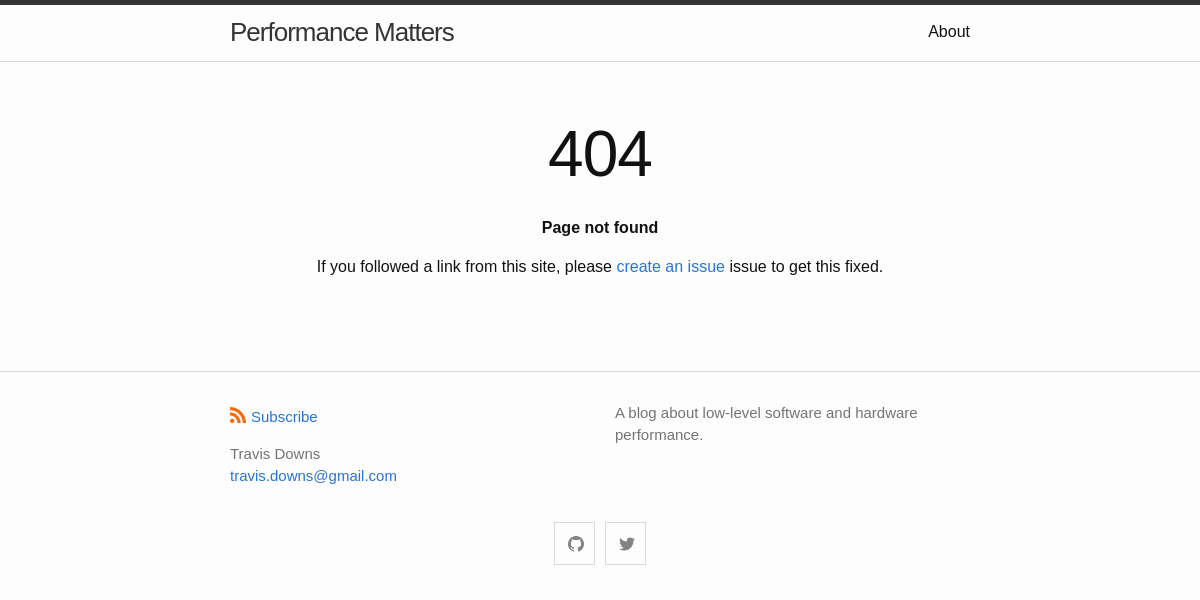 Performance Matters
About
404
Page not found
If you followed a link from this site, please create an issue issue to get this fixed.
Subscribe
Travis Downs
travis.downs@gmail.com
A blog about low-level software and hardware
performance.